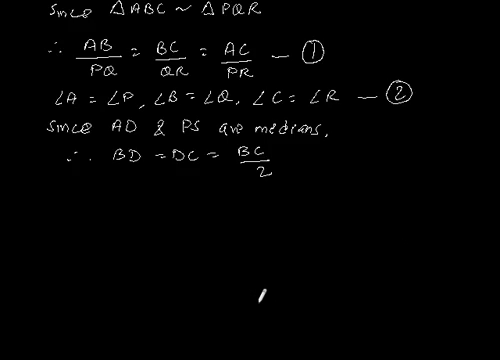 Since △ABC ~ △PQR
∴ AB/PQ = BC/QR = AC/PR — ①
∠A = ∠P, ∠B = ∠Q, ∠C = ∠R — ②
Since AD & PS are medians,
∴ BD = DC = BC/2